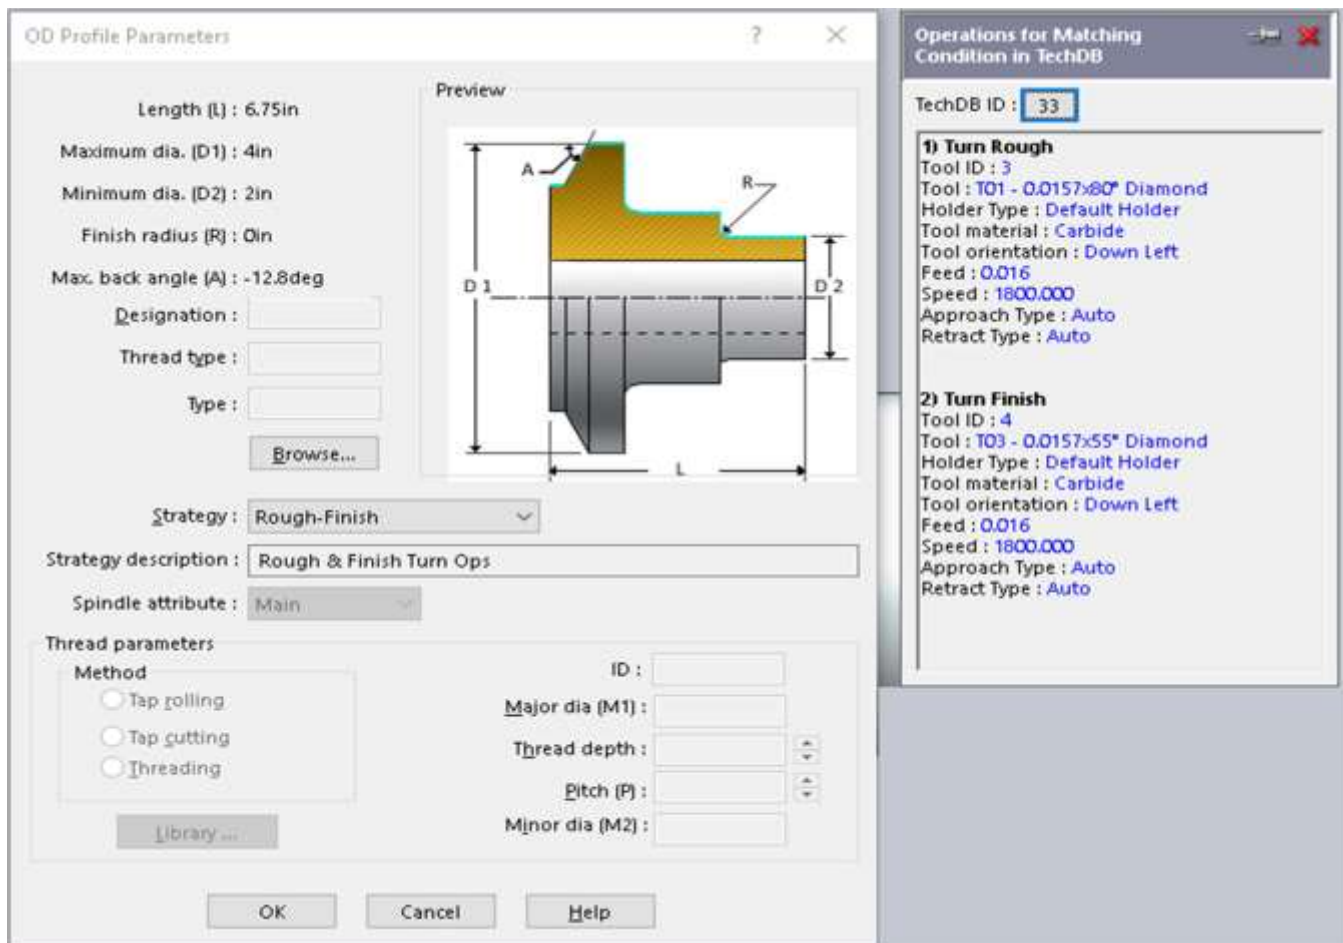 OD Profile Parameters
?
Length (L) : 6.75in
Maximum dia. (D1) : 4in
Minimum dia. (D2) : 2in
Finish radius (R) : 0in
Max. back angle (A) : -12.8deg
Designation :
Thread type :
Type :
Browse...
Preview
A
R
D 1
D 2
L
Strategy : Rough-Finish
Strategy description : Rough & Finish Turn Ops
Spindle attribute : Main
Thread parameters
Method
Tap rolling
Tap cutting
Threading
Library ...
ID :
Major dia (M1) :
Thread depth :
Pitch (P) :
Minor dia (M2) :
OK
Cancel
Help
Operations for Matching
Condition in TechDB
TechDB ID : 33
1) Turn Rough
Tool ID : 3
Tool : T01 - 0.0157x80° Diamond
Holder Type : Default Holder
Tool material : Carbide
Tool orientation : Down Left
Feed : 0.016
Speed : 1800.000
Approach Type : Auto
Retract Type : Auto
2) Turn Finish
Tool ID : 4
Tool : T03 - 0.0157x55° Diamond
Holder Type : Default Holder
Tool material : Carbide
Tool orientation : Down Left
Feed : 0.016
Speed : 1800.000
Approach Type : Auto
Retract Type : Auto